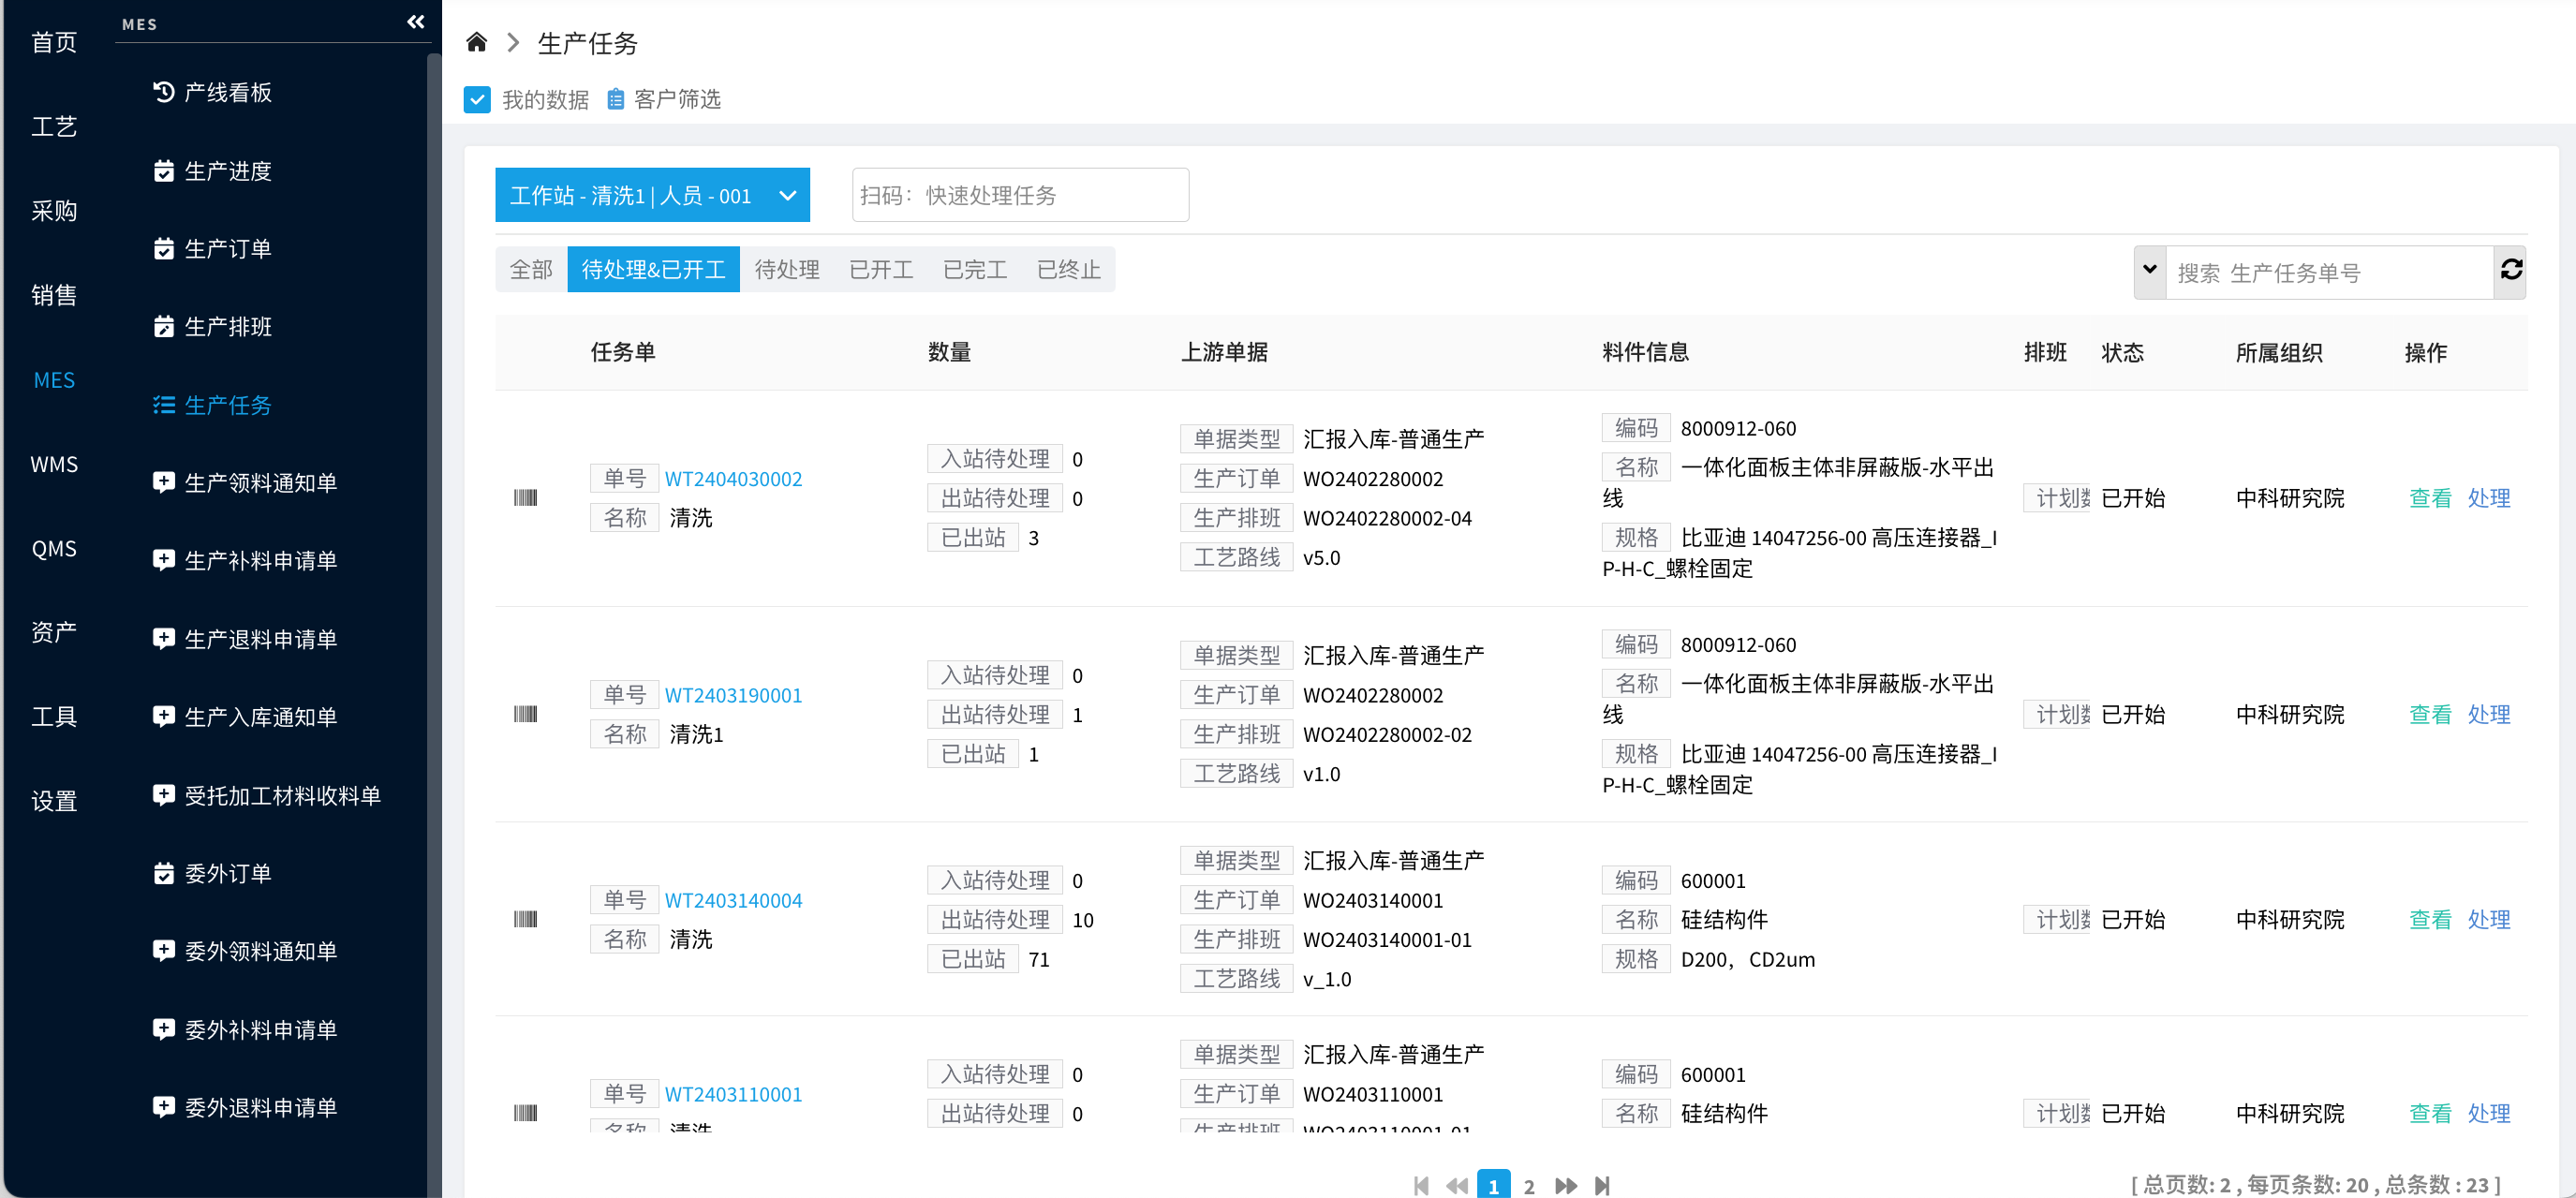 首页
工艺
采购
销售
MES
WMS
QMS
资产
工具
设置
MES
产线看板
生产进度
生产订单
生产排班
生产任务
生产领料通知单
生产补料申请单
生产退料申请单
生产入库通知单
受托加工材料收料单
委外订单
委外领料通知单
委外补料申请单
委外退料申请单
生产任务
我的数据 客户筛选
工作站 - 清洗1 | 人员 - 001
扫码：快速处理任务
全部 待处理&已开工 待处理 已开工 已完工 已终止
搜索 生产任务单号
任务单 数量 上游单据 料件信息 排班 状态 所属组织 操作
单号 WT2404030002
名称 清洗
入站待处理 0
出站待处理 0
已出站 3
单据类型 汇报入库-普通生产
生产订单 WO2402280002
生产排班 WO2402280002-04
工艺路线 v5.0
编码 8000912-060
名称 一体化面板主体非屏蔽版-水平出
线
规格 比亚迪 14047256-00 高压连接器_I
P-H-C_螺栓固定
计划数 已开始 中科研究院 查看 处理
单号 WT2403190001
名称 清洗1
入站待处理 0
出站待处理 1
已出站 1
单据类型 汇报入库-普通生产
生产订单 WO2402280002
生产排班 WO2402280002-02
工艺路线 v1.0
编码 8000912-060
名称 一体化面板主体非屏蔽版-水平出
线
规格 比亚迪 14047256-00 高压连接器_I
P-H-C_螺栓固定
计划数 已开始 中科研究院 查看 处理
单号 WT2403140004
名称 清洗
入站待处理 0
出站待处理 10
已出站 71
单据类型 汇报入库-普通生产
生产订单 WO2403140001
生产排班 WO2403140001-01
工艺路线 v_1.0
编码 600001
名称 硅结构件
规格 D200，CD2um
计划数 已开始 中科研究院 查看 处理
单号 WT2403110001
名称 清洗
入站待处理 0
出站待处理 0
单据类型 汇报入库-普通生产
生产订单 WO2403110001
生产排班 WO2403110001-01
编码 600001
名称 硅结构件
计划数 已开始 中科研究院 查看 处理
1 2
[ 总页数: 2 , 每页条数: 20 , 总条数 : 23 ]